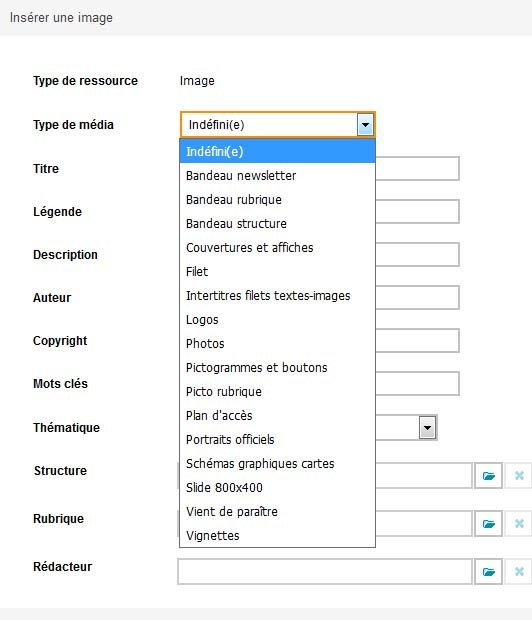 Insérer une image
Type de ressource Image
Type de média Indéfini(e)
Indéfini(e)
Titre
Bandeau newsletter
Bandeau rubrique
Légende
Bandeau structure
Description
Couvertures et affiches
Filet
Auteur
Intertitres filets textes-images
Logos
Copyright
Photos
Pictogrammes et boutons
Mots clés
Picto rubrique
Plan d'accès
Thématique
Portraits officiels
Structure
Schémas graphiques cartes
Slide 800x400
Rubrique
Vient de paraître
Vignettes
Rédacteur